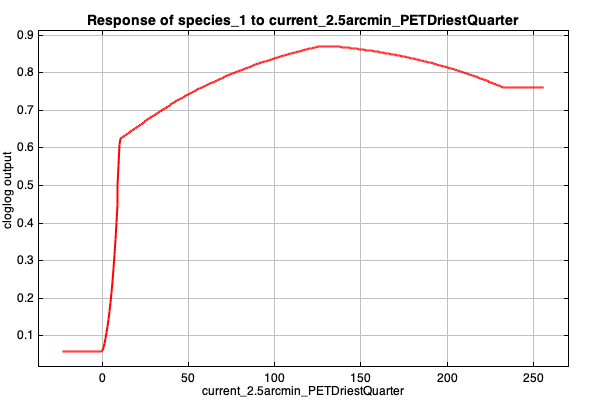 Response of species_1 to current_2.5arcmin_PETDriestQuarter
0.9
0.8
0.7
0.6
0.5
0.4
0.3
0.2
0.1
cloglog output
0 50 100 150 200 250
current_2.5arcmin_PETDriestQuarter